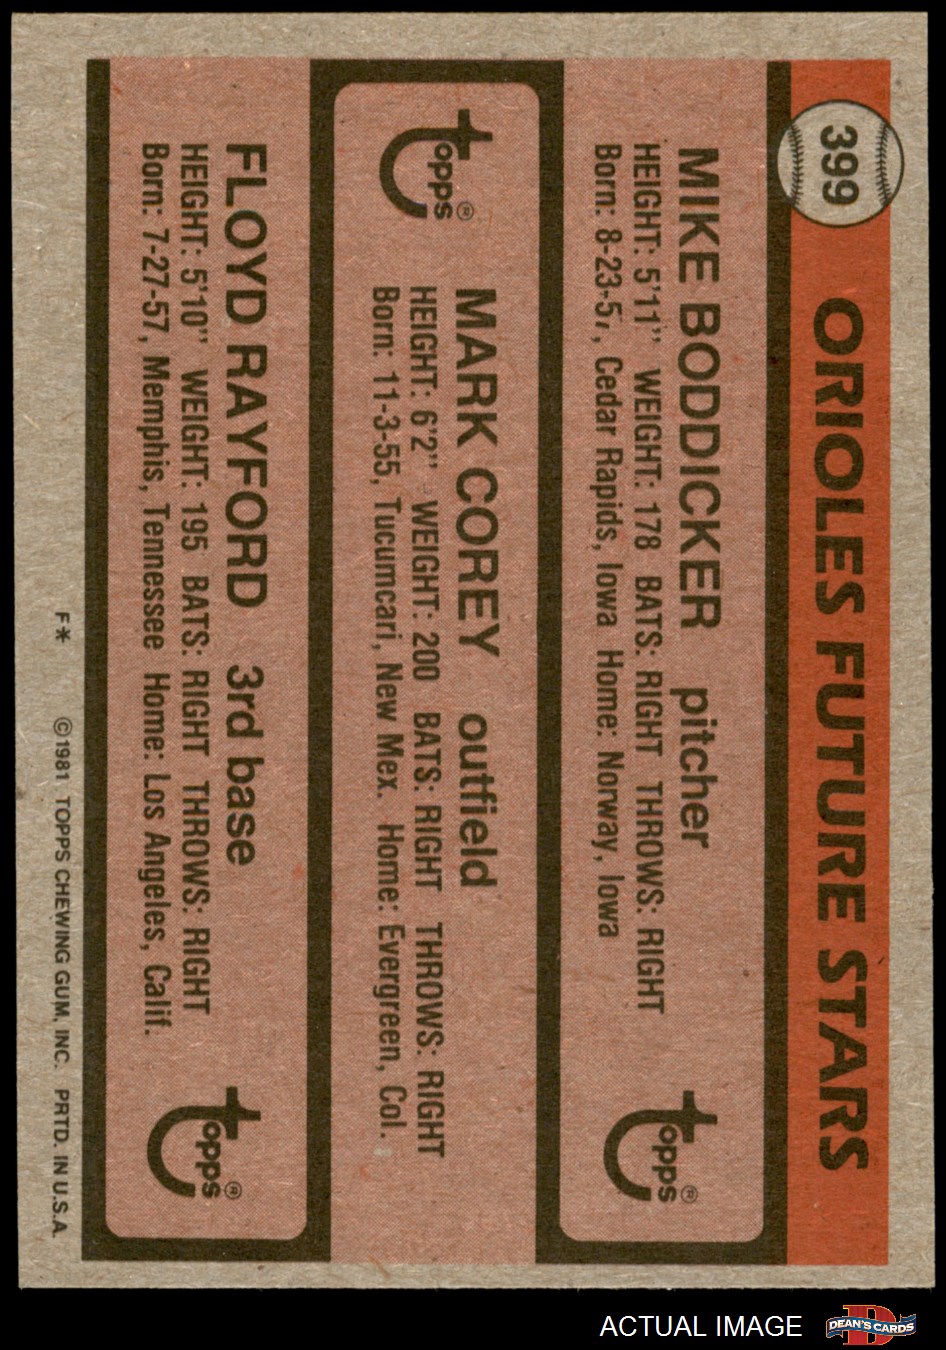 399 ORIOLES FUTURE STARS
MIKE BODDICKER pitcher
HEIGHT: 5'11" WEIGHT: 178 BATS: RIGHT THROWS: RIGHT
Born: 8-23-57, Cedar Rapids, Iowa Home: Norway, Iowa
Topps®
Topps®
MARK COREY outfield
HEIGHT: 6'2" WEIGHT: 200 BATS: RIGHT THROWS: RIGHT
Born: 11-3-55, Tucumcari, New Mex. Home: Evergreen, Col.
FLOYD RAYFORD 3rd base
HEIGHT: 5'10" WEIGHT: 195 BATS: RIGHT THROWS: RIGHT
Born: 7-27-57, Memphis, Tennessee Home: Los Angeles, Calif.
Topps®
F* ©1981 TOPPS CHEWING GUM, INC. PRTD. IN U.S.A.
ACTUAL IMAGE
D DEAN'S CARDS